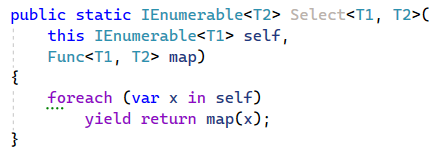 public static IEnumerable<T2> Select<T1, T2>(
    this IEnumerable<T1> self,
    Func<T1, T2> map)
{
    foreach (var x in self)
        yield return map(x);
}